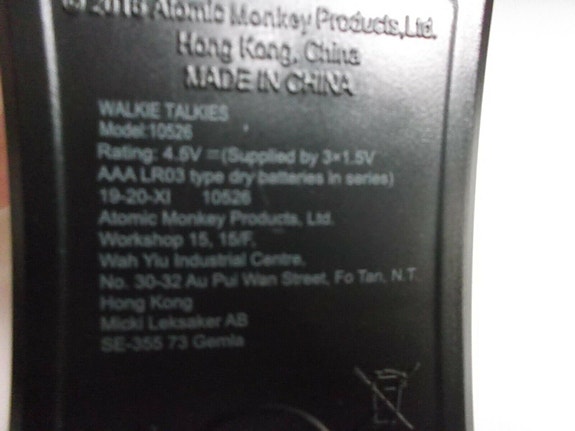 © 2018 Atomic Monkey Products,Ltd.
Hong Kong, China
MADE IN CHINA
WALKIE TALKIES
Model:10526
Rating: 4.5V ⎓(Supplied by 3×1.5V
AAA LR03 type dry batteries in series)
19-20-XI 10526
Atomic Monkey Products, Ltd.
Workshop 15, 15/F,
Wah Yiu Industrial Centre,
No. 30-32 Au Pui Wan Street, Fo Tan, N.T.
Hong Kong
Micki Leksaker AB
SE-355 73 Gemla